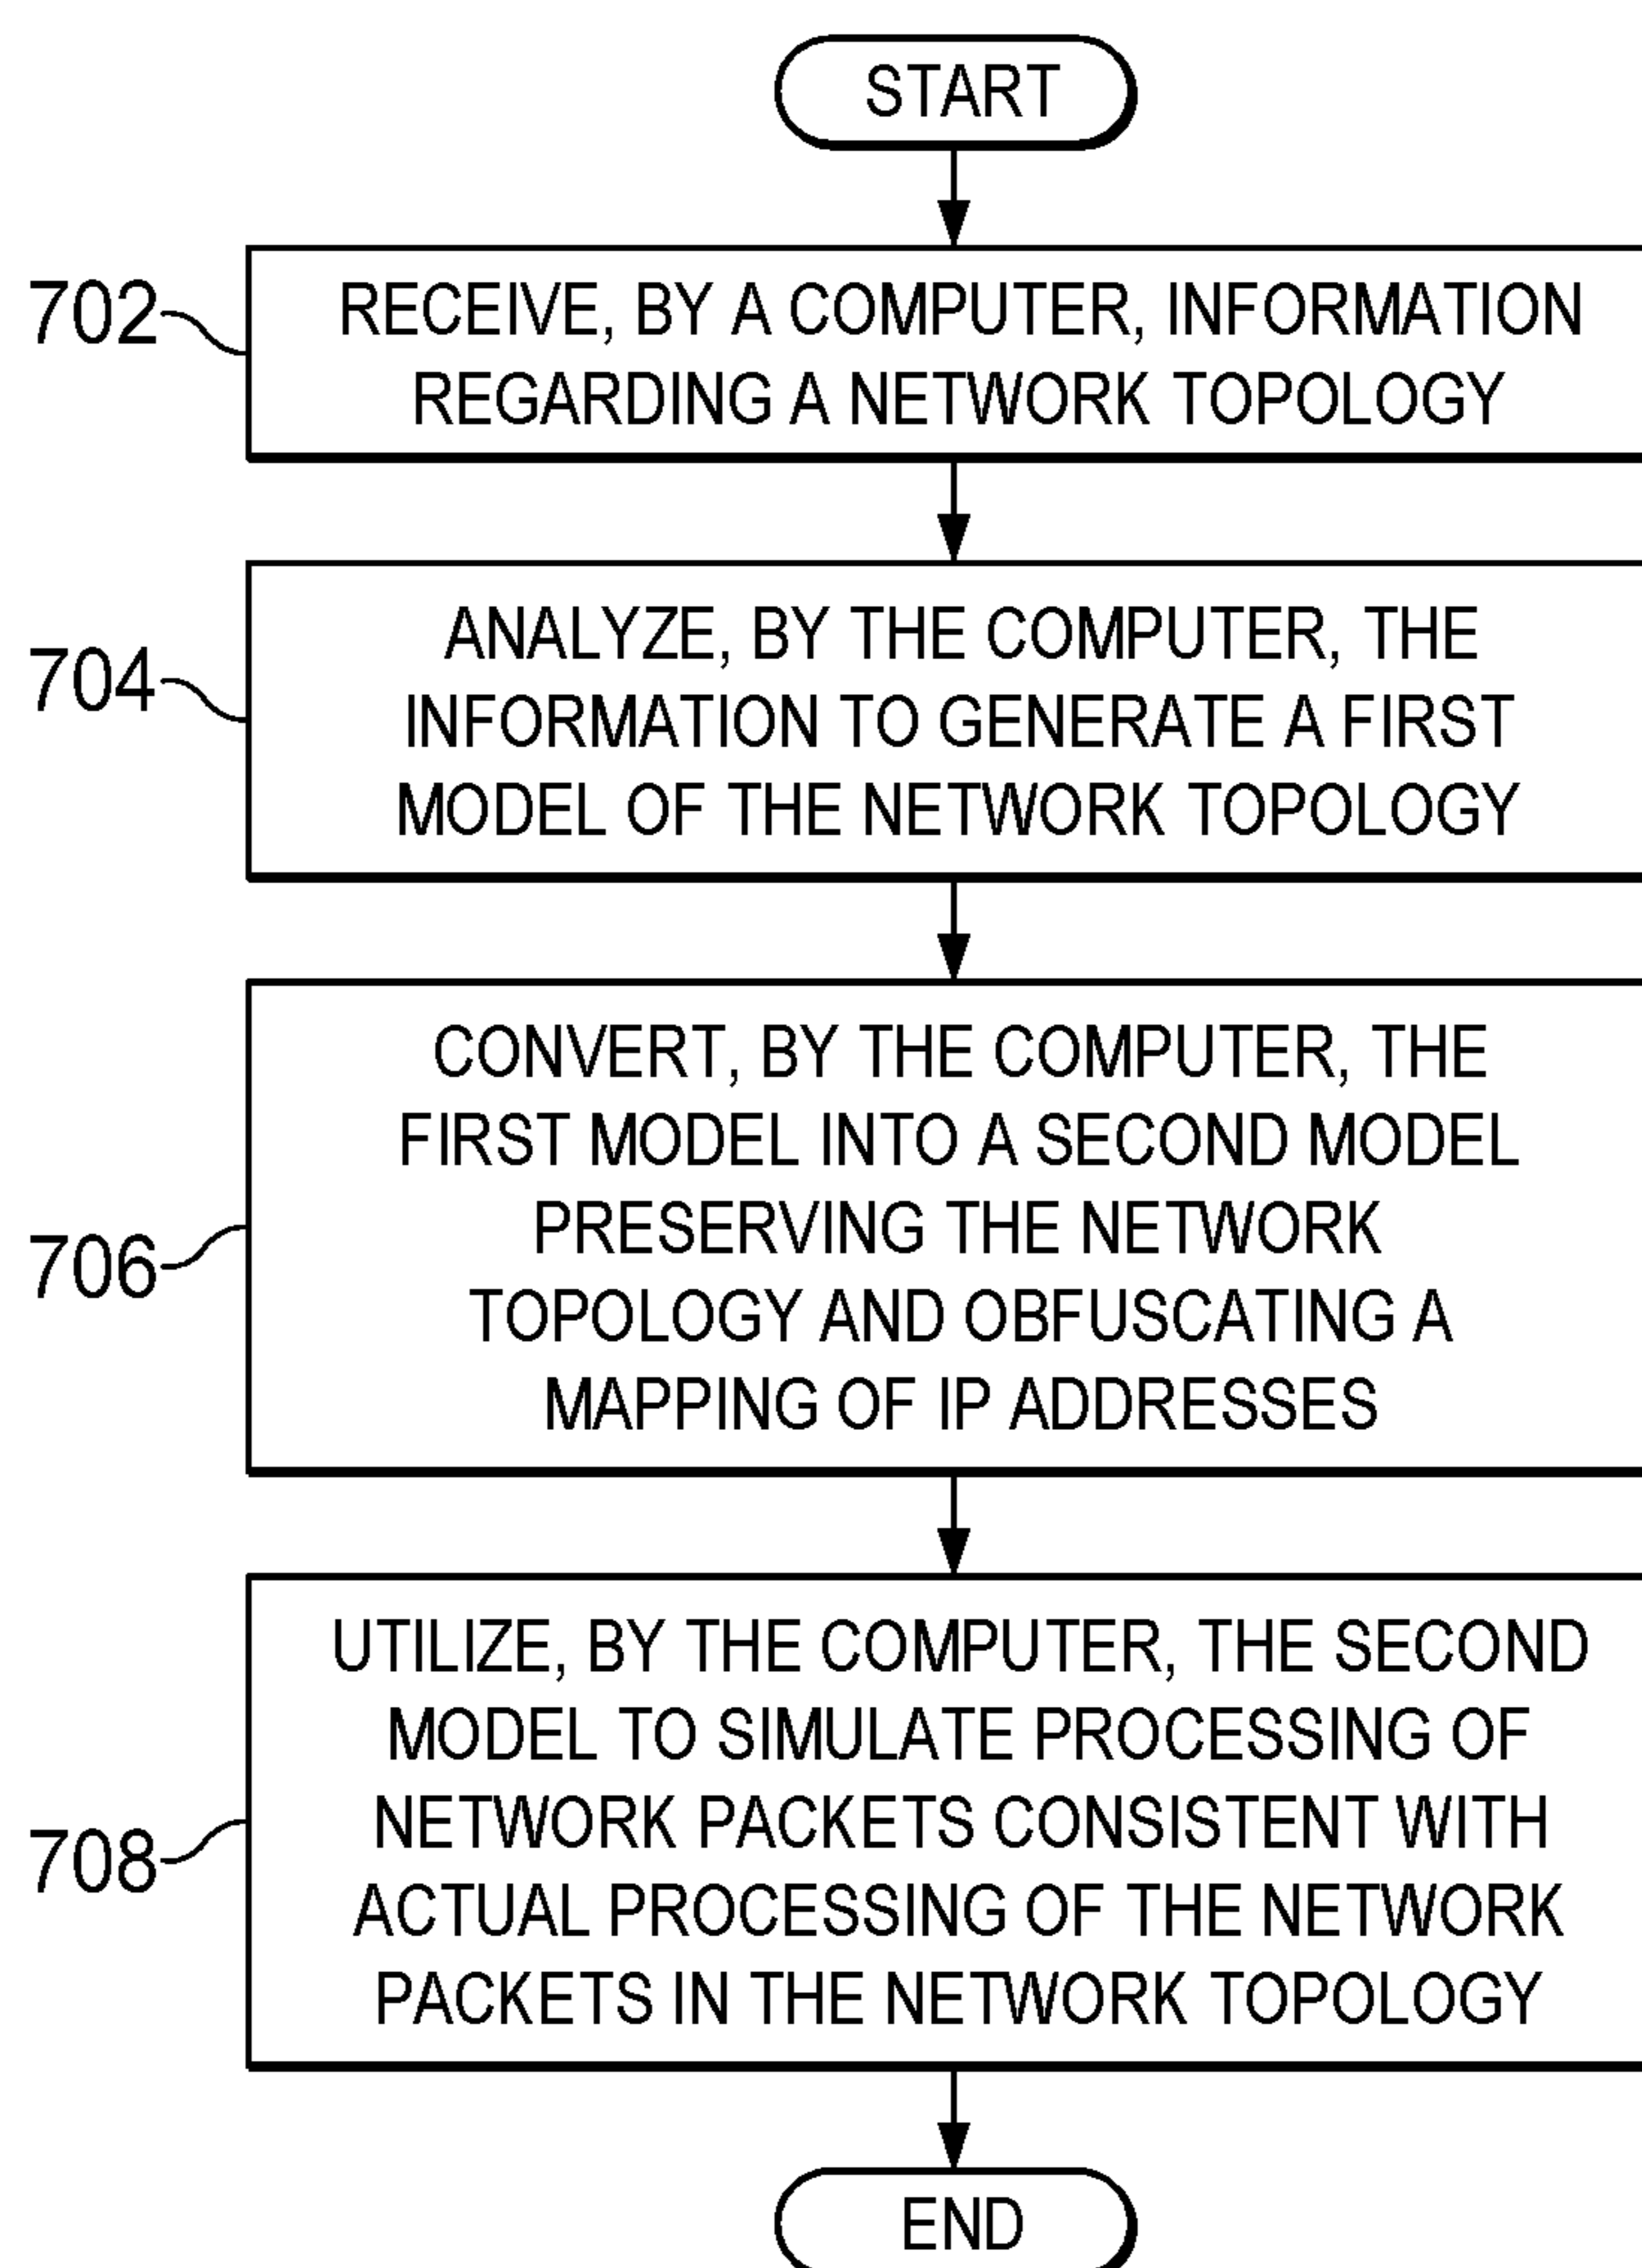 START
702
RECEIVE, BY A COMPUTER, INFORMATION
REGARDING A NETWORK TOPOLOGY
704
ANALYZE, BY THE COMPUTER, THE
INFORMATION TO GENERATE A FIRST
MODEL OF THE NETWORK TOPOLOGY
706
CONVERT, BY THE COMPUTER, THE
FIRST MODEL INTO A SECOND MODEL
PRESERVING THE NETWORK
TOPOLOGY AND OBFUSCATING A
MAPPING OF IP ADDRESSES
708
UTILIZE, BY THE COMPUTER, THE SECOND
MODEL TO SIMULATE PROCESSING OF
NETWORK PACKETS CONSISTENT WITH
ACTUAL PROCESSING OF THE NETWORK
PACKETS IN THE NETWORK TOPOLOGY
END